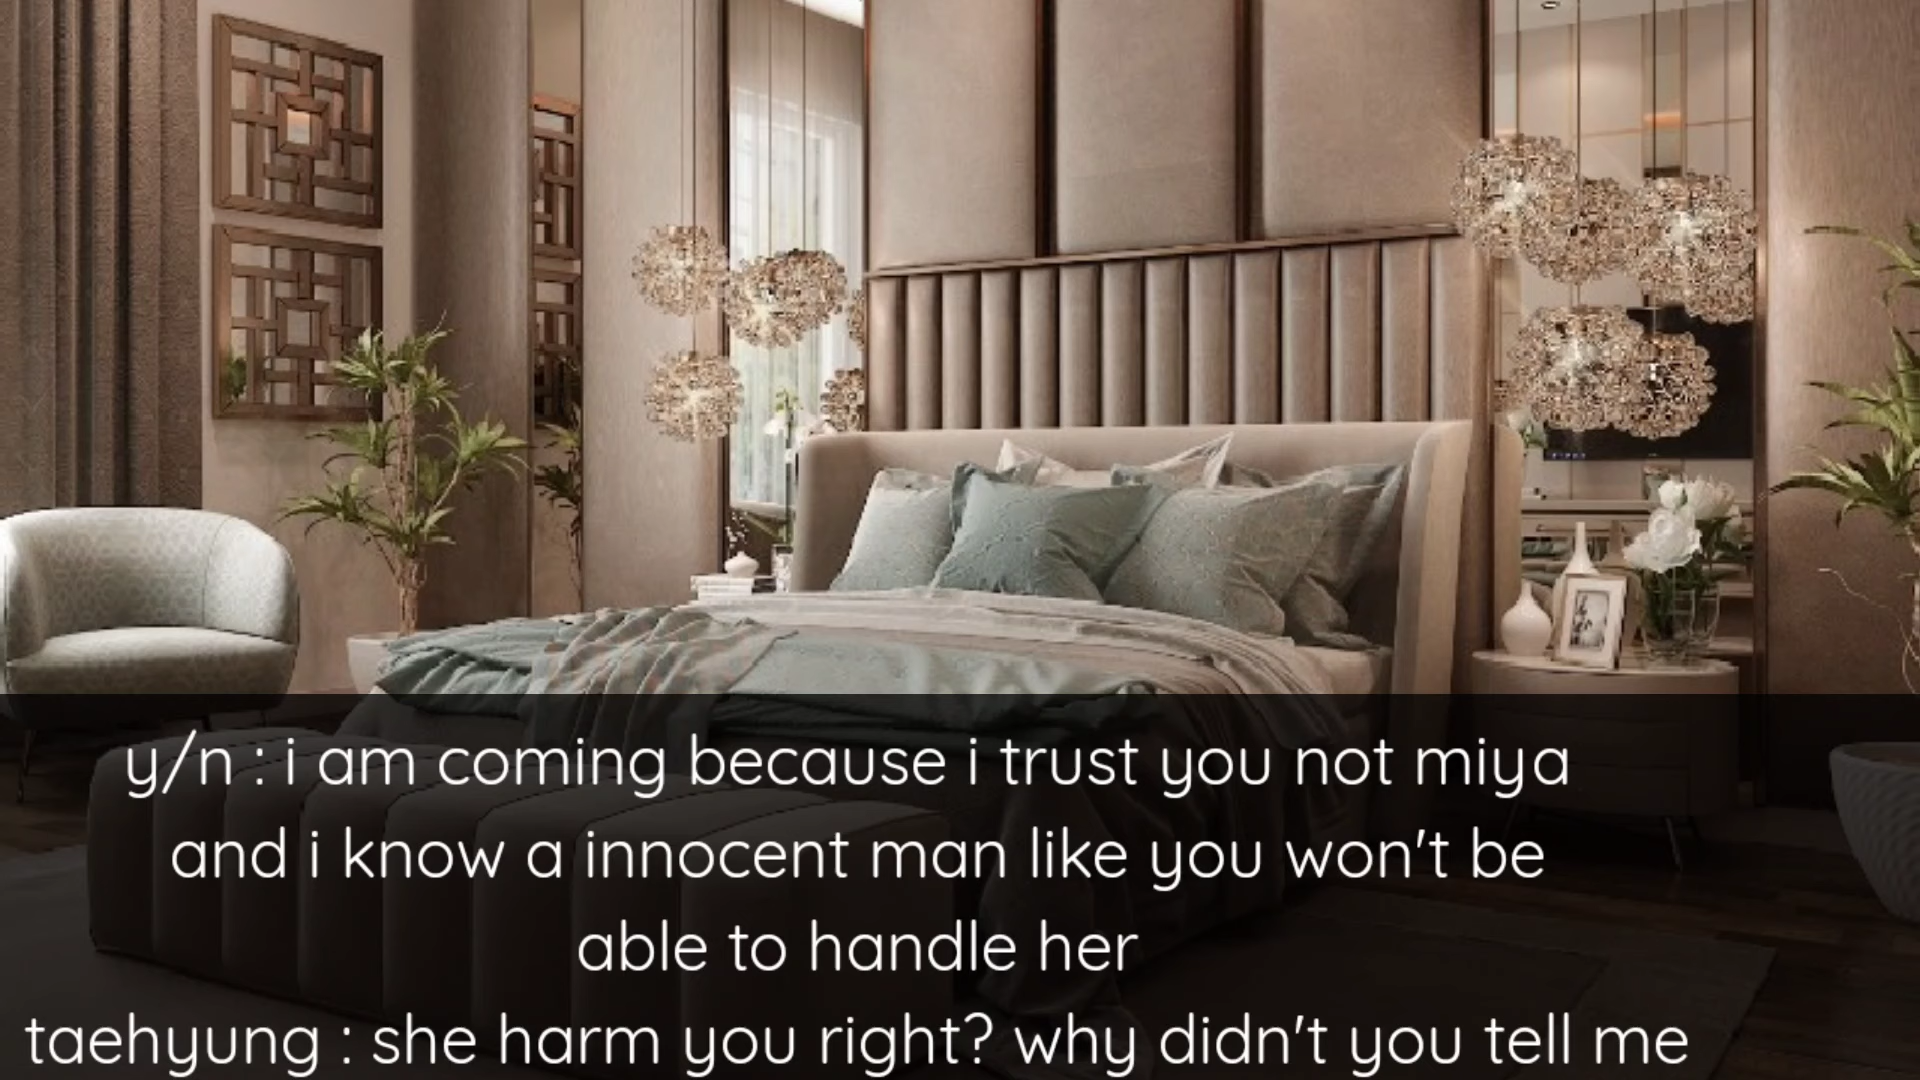 y/n : i am coming because i trust you not miya
and i know a innocent man like you won't be
able to handle her
taehyung : she harm you right? why didn't you tell me